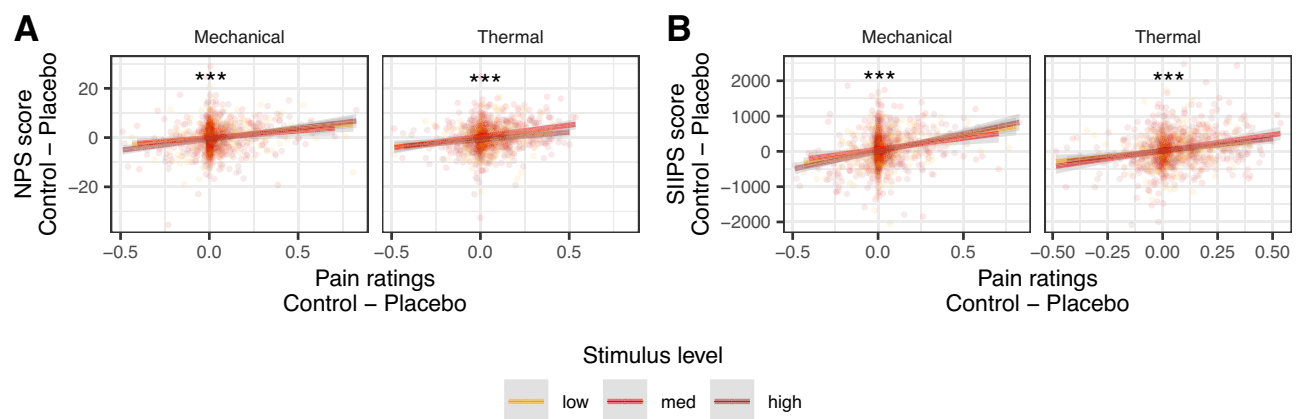 A
B
Mechanical
Thermal
Mechanical
Thermal
NPS score
Control – Placebo
20
0
−20
***
***
−0.5
0.0
0.5
−0.5
0.0
0.5
Pain ratings
Control – Placebo
SIIPS score
Control – Placebo
2000
1000
0
−1000
−2000
***
***
−0.5
0.0
0.5
−0.50
−0.25
0.00
0.25
0.50
Pain ratings
Control – Placebo
Stimulus level
low
med
high